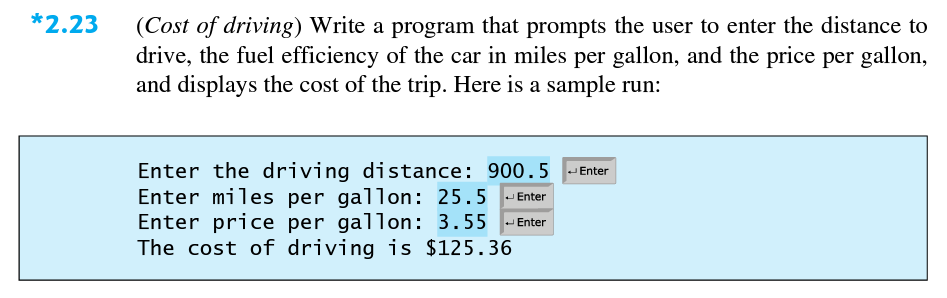 *2.23 (Cost of driving) Write a program that prompts the user to enter the distance to
drive, the fuel efficiency of the car in miles per gallon, and the price per gallon,
and displays the cost of the trip. Here is a sample run:
Enter the driving distance: 900.5 ↵Enter
Enter miles per gallon: 25.5 ↵Enter
Enter price per gallon: 3.55 ↵Enter
The cost of driving is $125.36